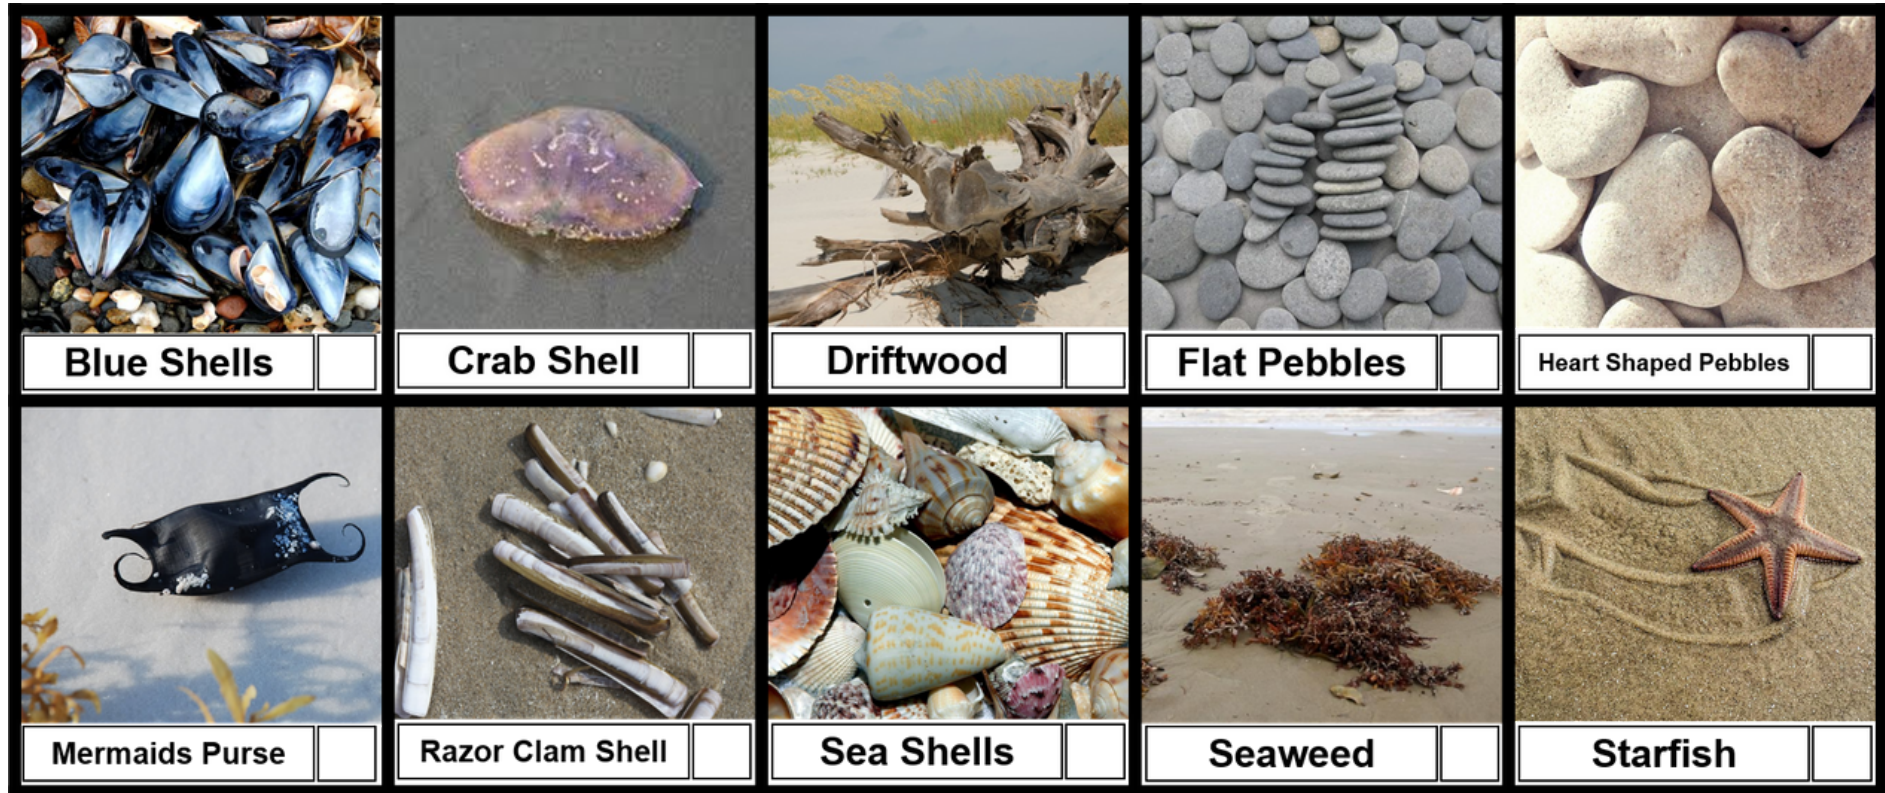 Blue Shells
Crab Shell
Driftwood
Flat Pebbles
Heart Shaped Pebbles
Mermaids Purse
Razor Clam Shell
Sea Shells
Seaweed
Starfish